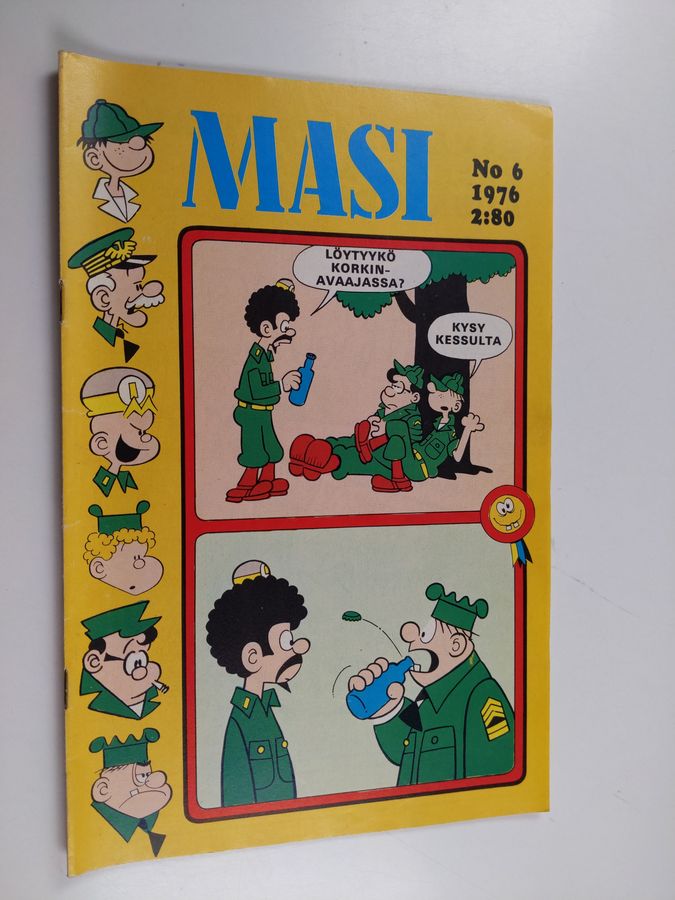 MASI
No 6
1976
2:80
LÖYTYYKÖ
KORKIN-
AVAAJASSA?
KYSY
KESSULTA